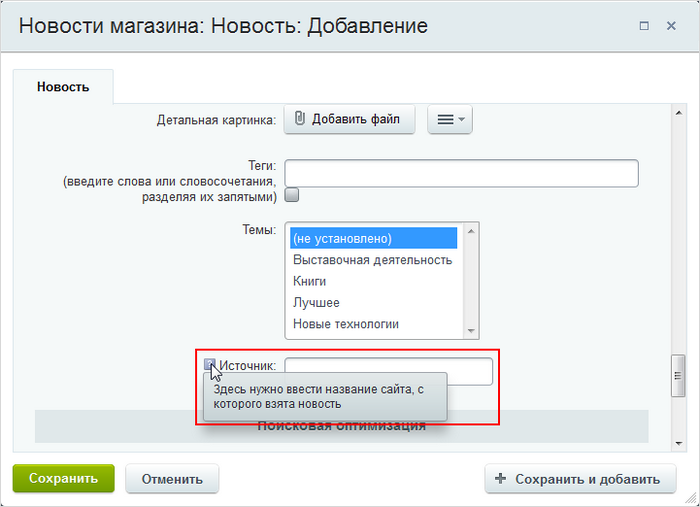 Новости магазина: Новость: Добавление
Новость
Детальная картинка:
Добавить файл
Теги:
(введите слова или словосочетания,
разделяя их запятыми)
Темы:
(не установлено)
Выставочная деятельность
Книги
Лучшее
Новые технологии
Источник:
Здесь нужно ввести название сайта, с
которого взята новость
Поисковая оптимизация
Сохранить
Отменить
Сохранить и добавить